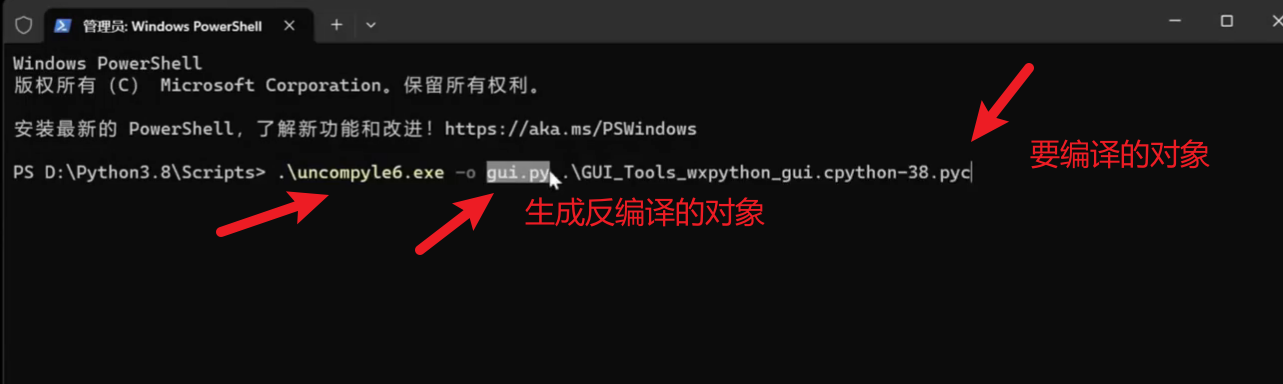 管理员: Windows PowerShell
Windows PowerShell
版权所有 (C) Microsoft Corporation。保留所有权利。
安装最新的 PowerShell，了解新功能和改进！https://aka.ms/PSWindows
要编译的对象
PS D:\Python3.8\Scripts> .\uncompyle6.exe -o gui.py .\GUI_Tools_wxpython_gui.cpython-38.pyc
生成反编译的对象